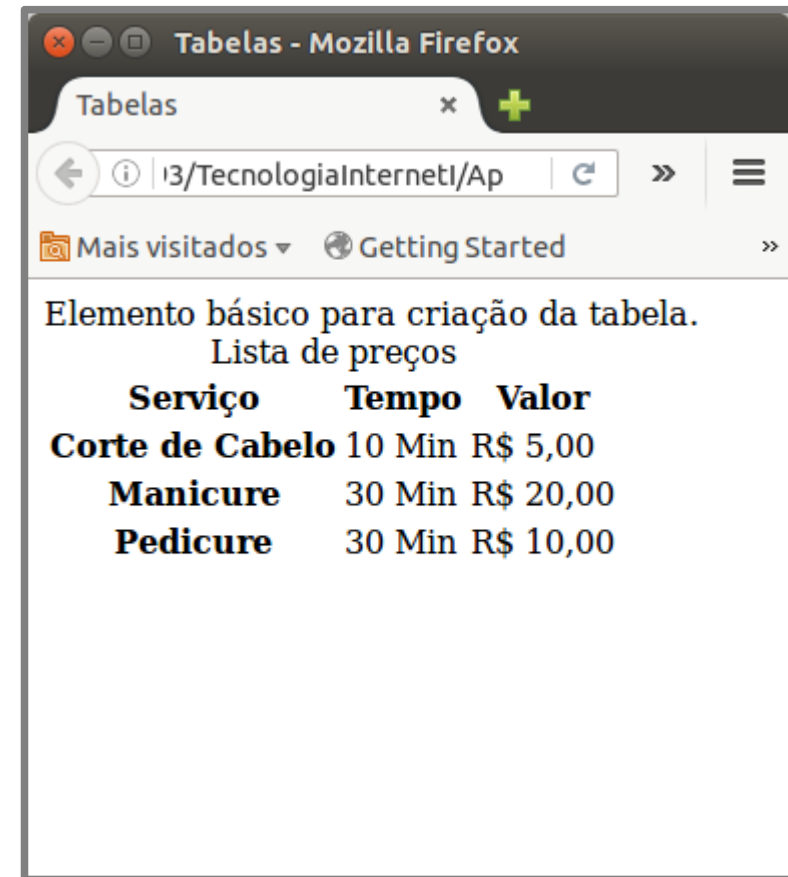 Tabelas - Mozilla Firefox
Tabelas
3/TecnologiaInternetI/Ap
Mais visitados Getting Started
Elemento básico para criação da tabela.
Lista de preços
Serviço Tempo Valor
Corte de Cabelo 10 Min R$ 5,00
Manicure 30 Min R$ 20,00
Pedicure 30 Min R$ 10,00